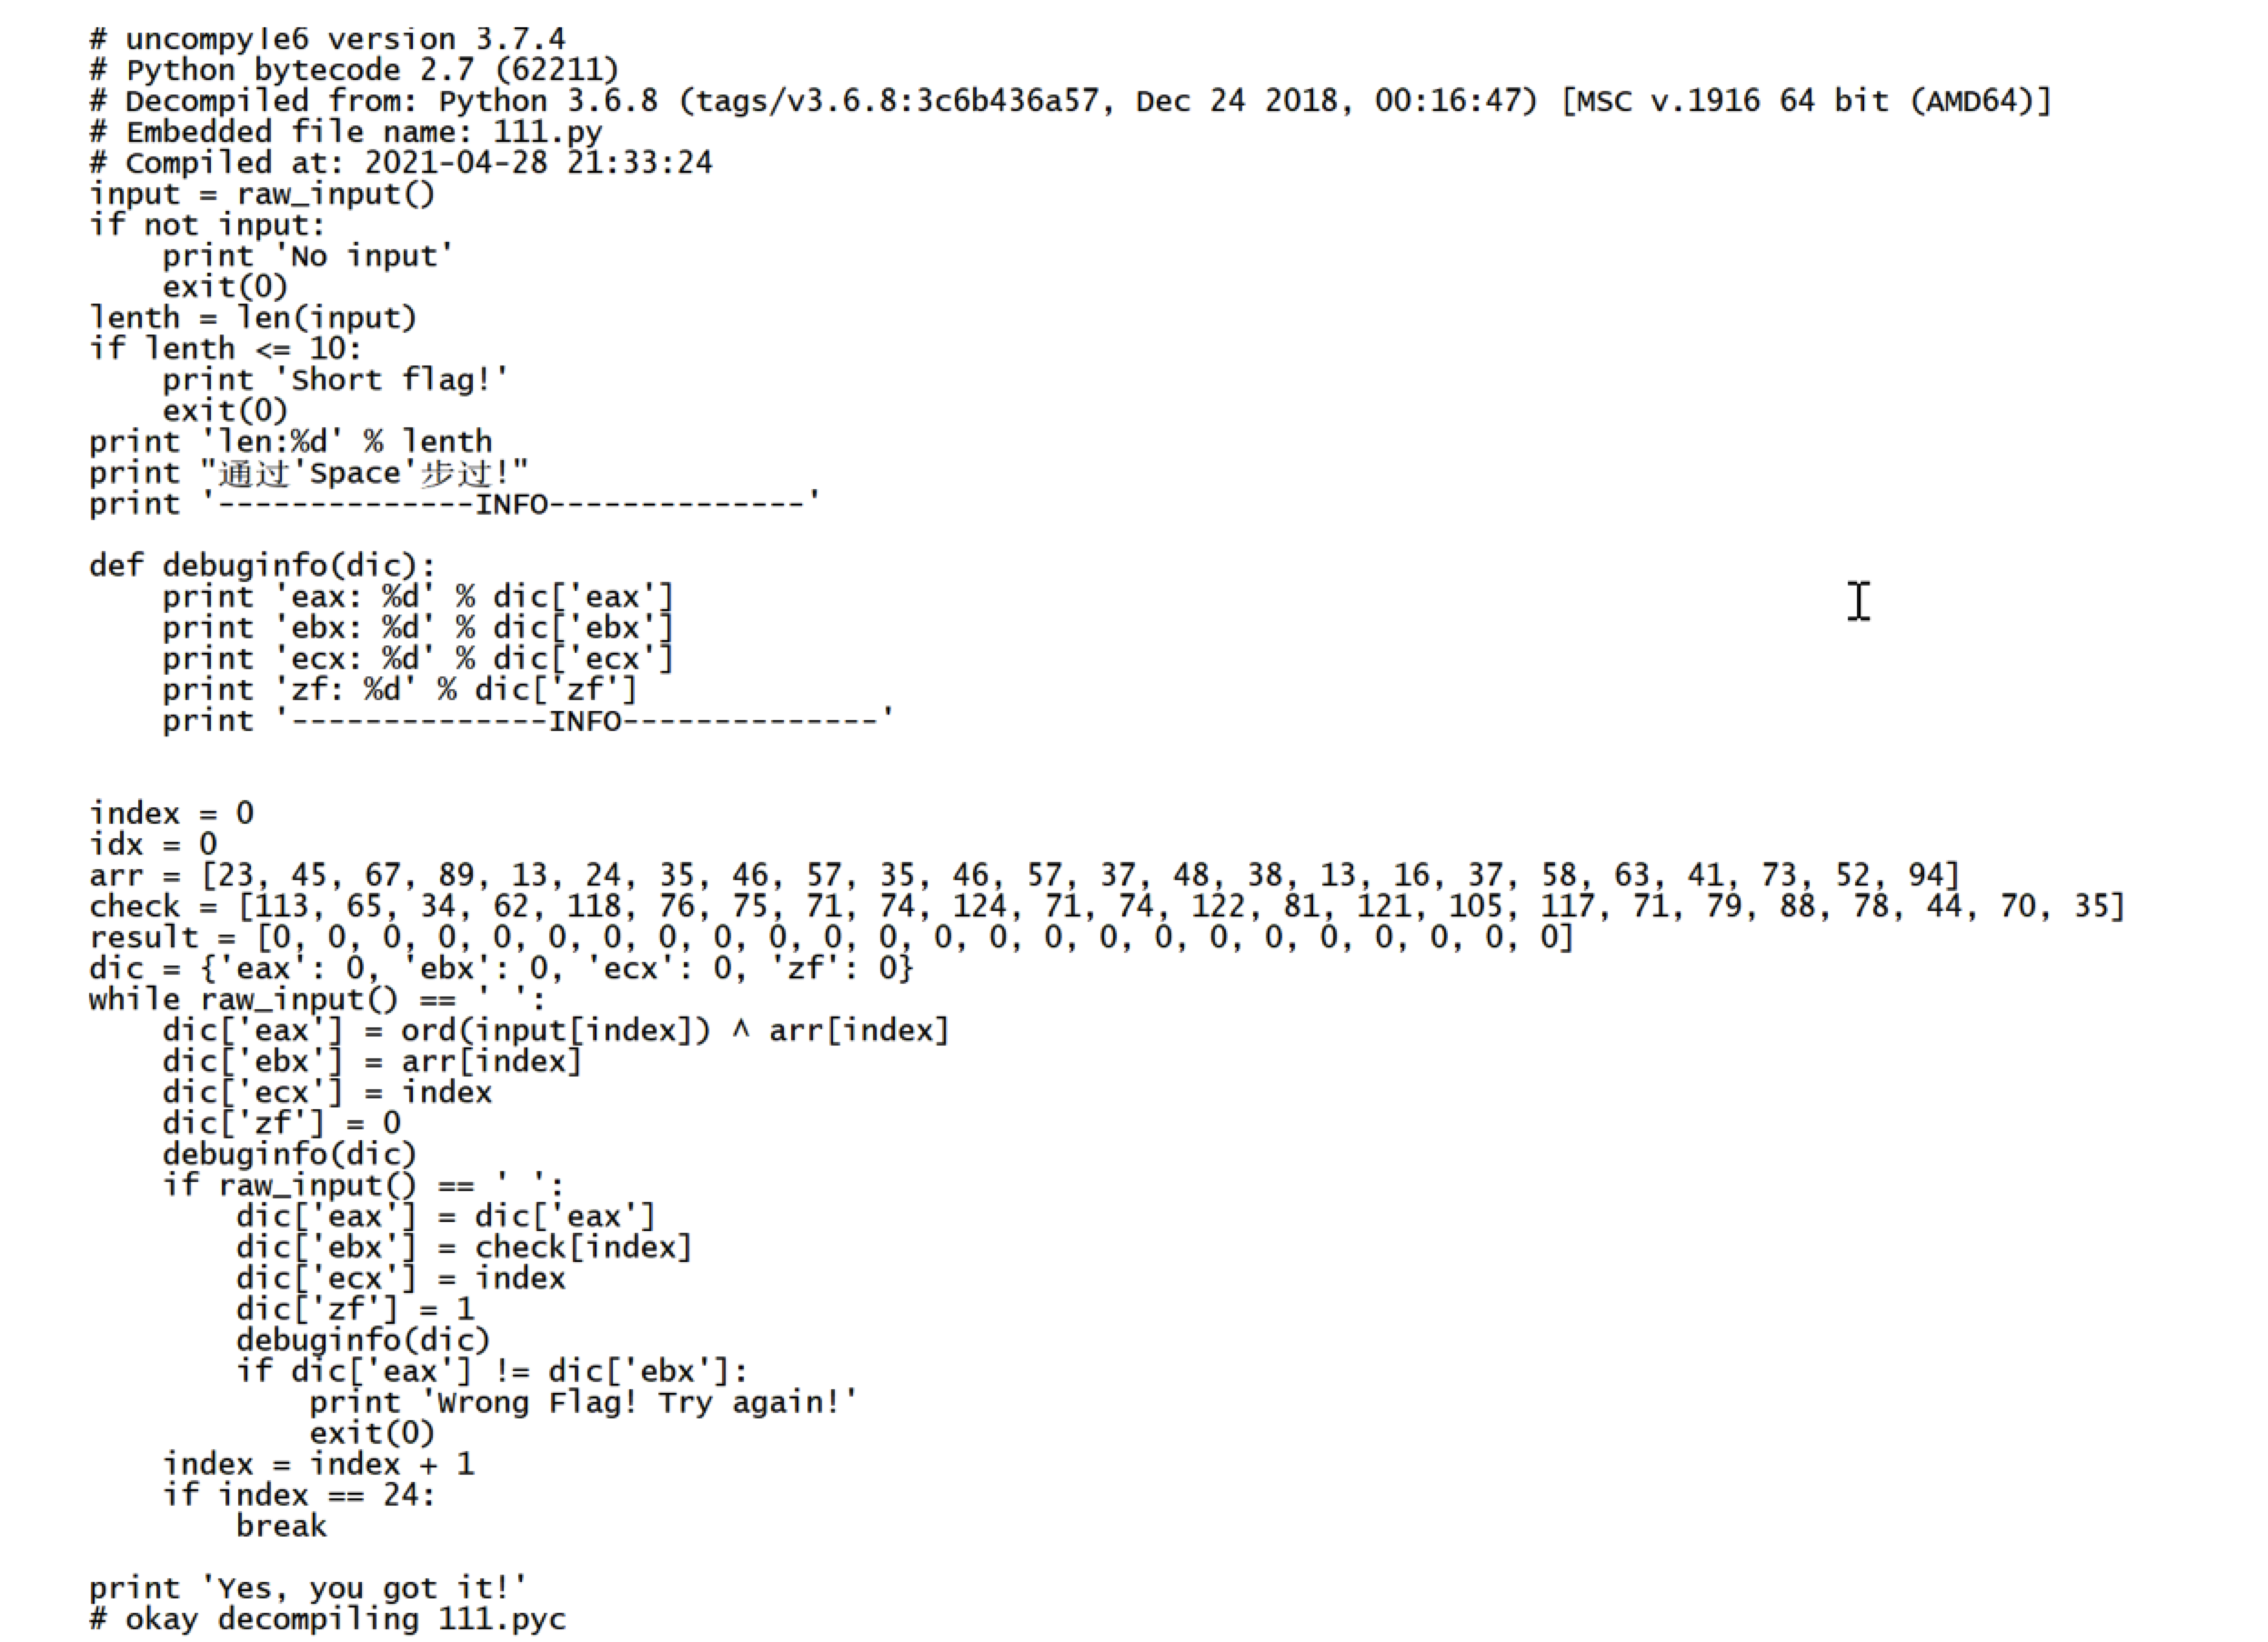 # uncompyle6 version 3.7.4
# Python bytecode 2.7 (62211)
# Decompiled from: Python 3.6.8 (tags/v3.6.8:3c6b436a57, Dec 24 2018, 00:16:47) [MSC v.1916 64 bit (AMD64)]
# Embedded file name: 111.py
# Compiled at: 2021-04-28 21:33:24
input = raw_input()
if not input:
    print 'No input'
    exit(0)
lenth = len(input)
if lenth <= 10:
    print 'Short flag!'
    exit(0)
print 'len:%d' % lenth
print "通过'Space'步过!"
print '--------------INFO--------------'
def debuginfo(dic):
    print 'eax: %d' % dic['eax']
    print 'ebx: %d' % dic['ebx']
    print 'ecx: %d' % dic['ecx']
    print 'zf: %d' % dic['zf']
    print '--------------INFO--------------'
index = 0
idx = 0
arr = [23, 45, 67, 89, 13, 24, 35, 46, 57, 35, 46, 57, 37, 48, 38, 13, 16, 37, 58, 63, 41, 73, 52, 94]
check = [113, 65, 34, 62, 118, 76, 75, 71, 74, 124, 71, 74, 122, 81, 121, 105, 117, 71, 79, 88, 78, 44, 70, 35]
result = [0, 0, 0, 0, 0, 0, 0, 0, 0, 0, 0, 0, 0, 0, 0, 0, 0, 0, 0, 0, 0, 0, 0, 0]
dic = {'eax': 0, 'ebx': 0, 'ecx': 0, 'zf': 0}
while raw_input() == ' ':
    dic['eax'] = ord(input[index]) ^ arr[index]
    dic['ebx'] = arr[index]
    dic['ecx'] = index
    dic['zf'] = 0
    debuginfo(dic)
    if raw_input() == ' ':
        dic['eax'] = dic['eax']
        dic['ebx'] = check[index]
        dic['ecx'] = index
        dic['zf'] = 1
        debuginfo(dic)
        if dic['eax'] != dic['ebx']:
            print 'Wrong Flag! Try again!'
            exit(0)
    index = index + 1
    if index == 24:
        break
print 'Yes, you got it!'
# okay decompiling 111.pyc